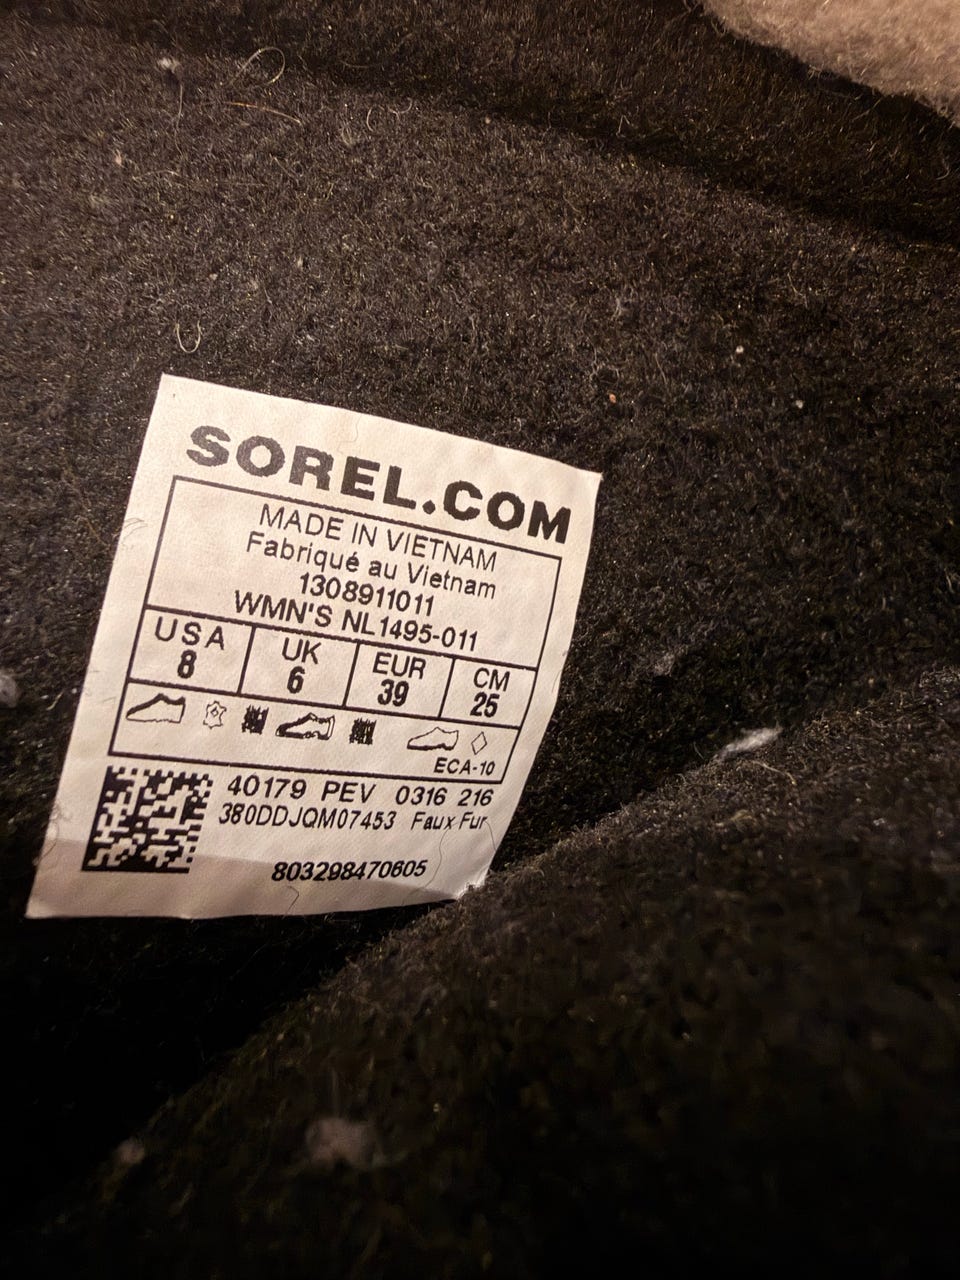 SOREL.COM
MADE IN VIETNAM
Fabriqué au Vietnam
1308911011
WMN'S NL1495-011
USA UK EUR CM
8 6 39 25
ECA-10
40179 PEV 0316 216
380DDJQM07453 Faux Fur
803298470605